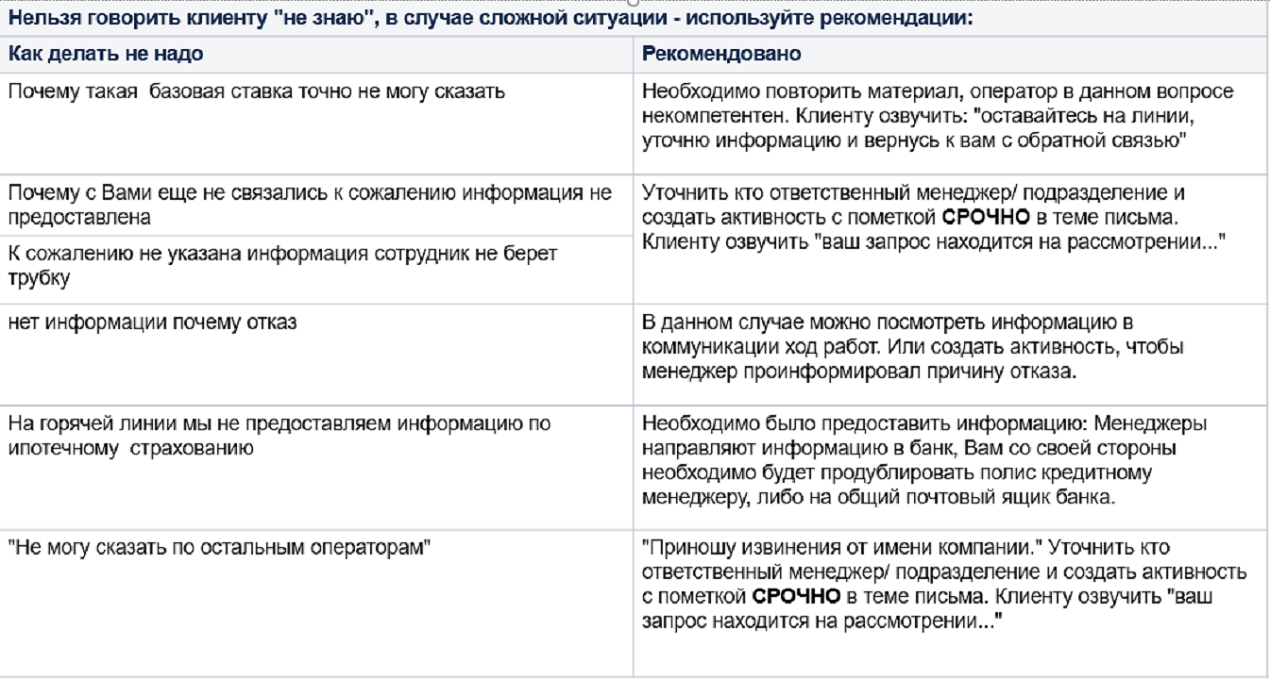 Нельзя говорить клиенту "не знаю", в случае сложной ситуации - используйте рекомендации:
Как делать не надо
Рекомендовано
Почему такая базовая ставка точно не могу сказать
Необходимо повторить материал, оператор в данном вопросе
некомпетентен. Клиенту озвучить: "оставайтесь на линии,
уточню информацию и вернусь к вам с обратной связью"
Почему с Вами еще не связались к сожалению информация не
предоставлена
К сожалению не указана информация сотрудник не берет
трубку
Уточнить кто ответственный менеджер/ подразделение и
создать активность с пометкой СРОЧНО в теме письма.
Клиенту озвучить "ваш запрос находится на рассмотрении..."
нет информации почему отказ
В данном случае можно посмотреть информацию в
коммуникации ход работ. Или создать активность, чтобы
менеджер проинформировал причину отказа.
На горячей линии мы не предоставляем информацию по
ипотечному страхованию
Необходимо было предоставить информацию: Менеджеры
направляют информацию в банк, Вам со своей стороны
необходимо будет продублировать полис кредитному
менеджеру, либо на общий почтовый ящик банка.
"Не могу сказать по остальным операторам"
"Приношу извинения от имени компании." Уточнить кто
ответственный менеджер/ подразделение и создать активность
с пометкой СРОЧНО в теме письма. Клиенту озвучить "ваш
запрос находится на рассмотрении..."